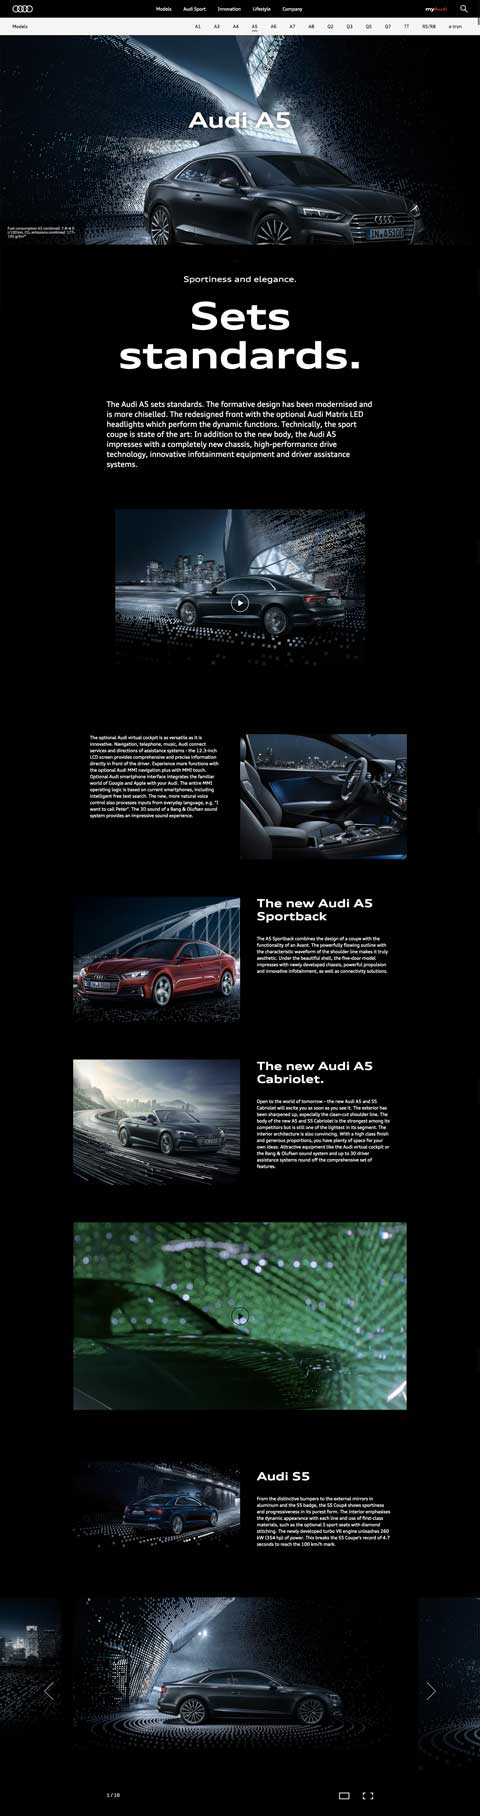 Models Audi Sport Innovation Lifestyle Company myAudi
Models A1 A3 A4 A5 A6 A7 A8 Q2 Q3 Q5 Q7 TT RS/R8 e-tron
Audi A5
Fuel consumption A5 combined:
Sportiness and elegance.
Sets
standards.
The Audi A5 sets standards. The formative design has been modernised and
is more chiselled. The redesigned front with the optional Audi Matrix LED
headlights which perform the dynamic functions. Technically, the sport
coupe is state of the art: In addition to the new body, the Audi A5
impresses with a completely new chassis, high-performance drive
technology, innovative infotainment equipment and driver assistance
systems.
The optional Audi virtual cockpit is as versatile as it is
innovative. Navigation, telephone, music, Audi connect
services and directions of assistance systems - the 12.3-inch
LCD screen provides comprehensive and precise information
directly in front of the driver. Experience more functions with
the optional Audi MMI navigation plus with MMI touch.
Optional Audi smartphone interface integrates the familiar
world of Google and Apple with your Audi. The entire MMI
operating logic is based on current smartphones, including
intelligent free text search. The new, more natural voice
control also processes inputs from everyday language, e.g. "I
want to call Peter". The 3D sound of a Bang & Olufsen sound
system provides an impressive sound experience.
The new Audi A5
Sportback
The A5 Sportback combines the design of a coupe with the
functionality of an Avant. The powerfully flowing outline with
the characteristic waveform of the shoulder line makes it truly
aesthetic. Under the beautiful shell, the five-door model
impresses with newly developed chassis, powerful propulsion
and innovative infotainment, as well as connectivity solutions.
The new Audi A5
Cabriolet.
Open to the world of tomorrow - the new Audi A5 and S5
Cabriolet will excite you as soon as you see it. The exterior has
been sharpened up, especially the clean-cut shoulder line. The
body of the new A5 and S5 Cabriolet is the strongest among its
competitors but is still one of the lightest in its segment. The
interior architecture is also convincing. With a high class finish
and generous proportions, you have plenty of space for your
own ideas. Attractive equipment like the Audi virtual cockpit or
the Bang & Olufsen sound system and up to 30 driver
assistance systems round off the comprehensive set of
features.
Audi S5
From the distinctive bumpers to the external mirrors in
aluminium and the S5 badge, the S5 Coupé shows sportiness
and progressiveness in its purest form. The interior emphasises
the dynamic appearance with each line and use of first-class
materials, such as the optional S sport seats with diamond
stitching. The newly developed turbo V6 engine unleashes 260
kW (354 hp) of power. This breaks the S5 Coupe's record of 4.7
seconds to reach the 100 km/h mark.
1 / 10